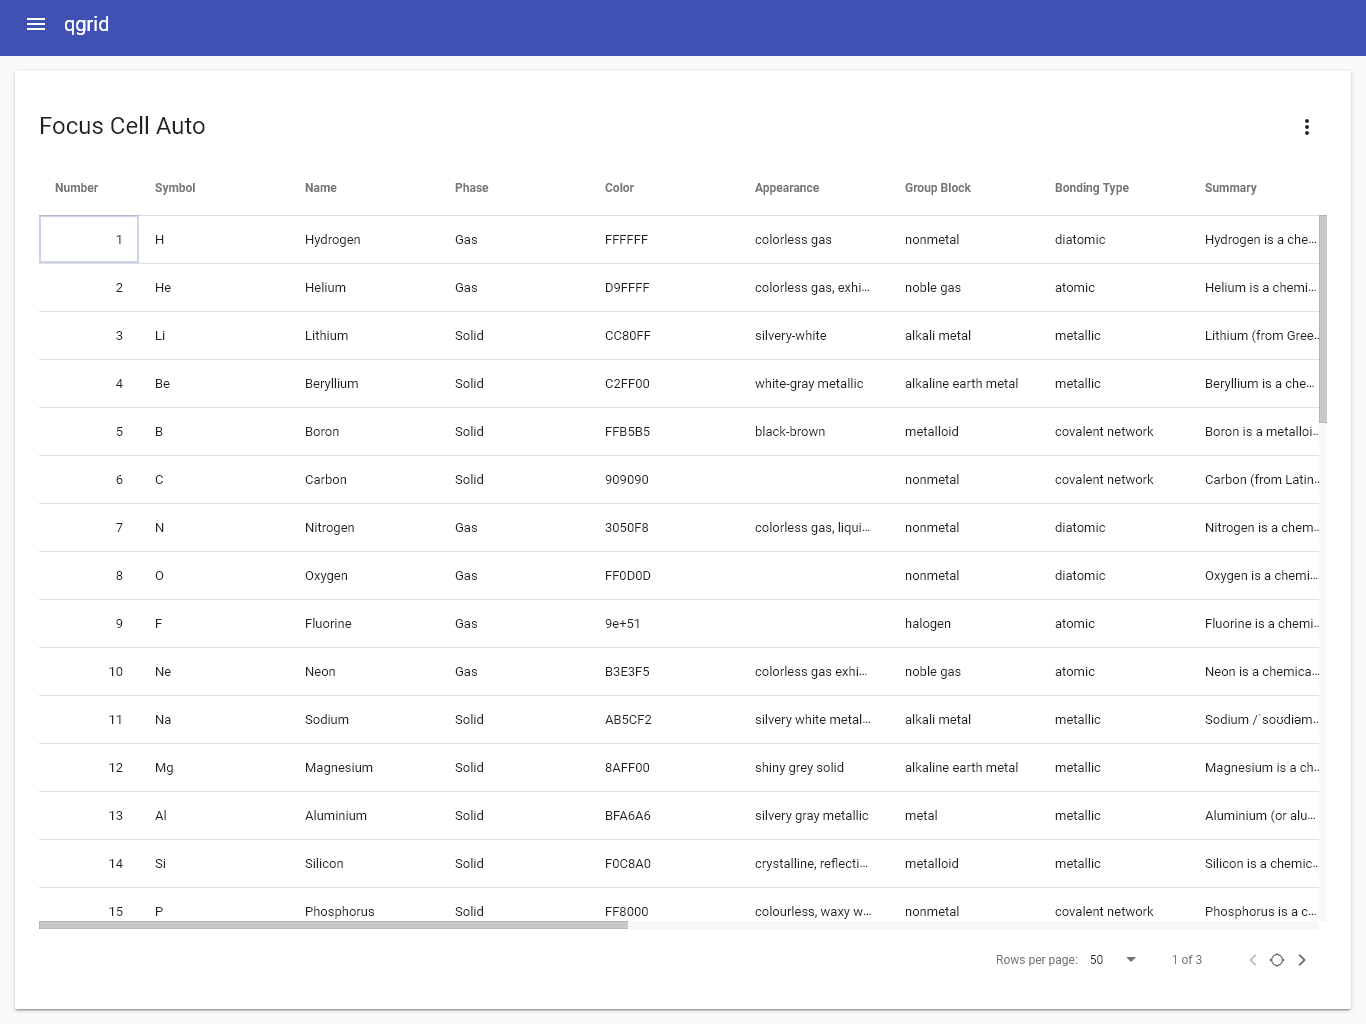 qgrid
Focus Cell Auto
Number Symbol Name Phase Color Appearance Group Block Bonding Type Summary
1 H Hydrogen Gas FFFFFF colorless gas nonmetal diatomic Hydrogen is a che...
2 He Helium Gas D9FFFF colorless gas, exhi... noble gas atomic Helium is a chemi...
3 Li Lithium Solid CC80FF silvery-white alkali metal metallic Lithium (from Gree...
4 Be Beryllium Solid C2FF00 white-gray metallic alkaline earth metal metallic Beryllium is a che...
5 B Boron Solid FFB5B5 black-brown metalloid covalent network Boron is a metalloi...
6 C Carbon Solid 909090 nonmetal covalent network Carbon (from Latin...
7 N Nitrogen Gas 3050F8 colorless gas, liqui... nonmetal diatomic Nitrogen is a chem...
8 O Oxygen Gas FF0D0D nonmetal diatomic Oxygen is a chemi...
9 F Fluorine Gas 9e+51 halogen atomic Fluorine is a chemi...
10 Ne Neon Gas B3E3F5 colorless gas exhi... noble gas atomic Neon is a chemica...
11 Na Sodium Solid AB5CF2 silvery white metal... alkali metal metallic Sodium /ˈsoʊdiəm...
12 Mg Magnesium Solid 8AFF00 shiny grey solid alkaline earth metal metallic Magnesium is a ch...
13 Al Aluminium Solid BFA6A6 silvery gray metallic metal metallic Aluminium (or alu...
14 Si Silicon Solid F0C8A0 crystalline, reflecti... metalloid metallic Silicon is a chemic...
15 P Phosphorus Solid FF8000 colourless, waxy w... nonmetal covalent network Phosphorus is a c...
Rows per page: 50 1 of 3